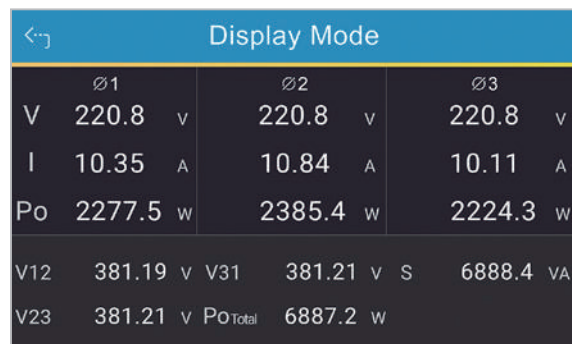 Display Mode
Ø1 Ø2 Ø3
V 220.8 V 220.8 V 220.8 V
I 10.35 A 10.84 A 10.11 A
Po 2277.5 W 2385.4 W 2224.3 W
V12 381.19 V V31 381.21 V S 6888.4 VA
V23 381.21 V PoTotal 6887.2 W